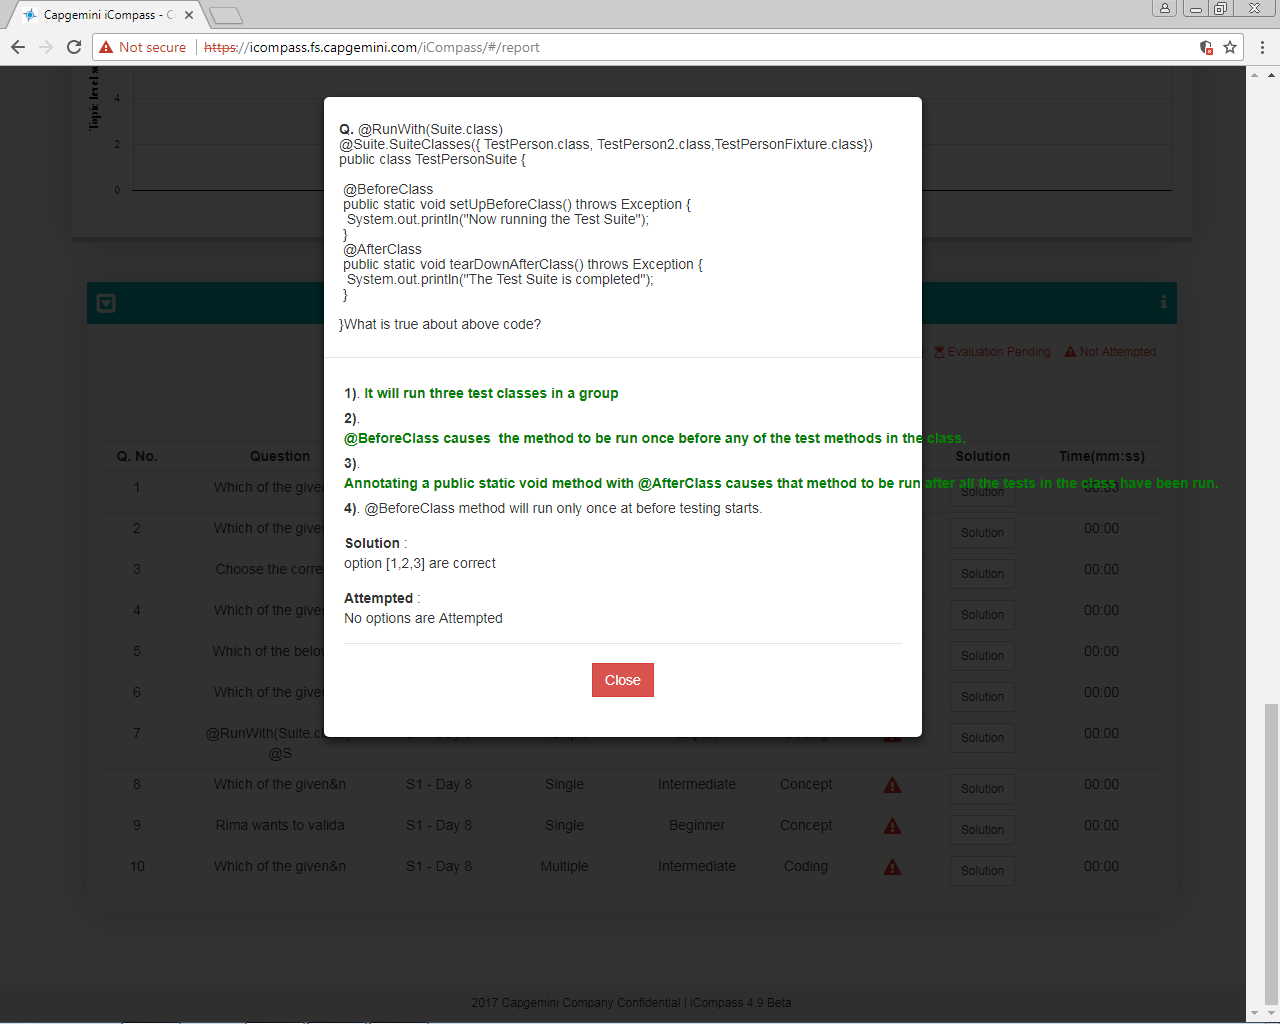 Capgemini iCompass - C
Not secure
https://icompass.fs.capgemini.com/iCompass/#/report
Topic level s
4
2
0
Q. @RunWith(Suite.class)
@Suite.SuiteClasses({ TestPerson.class, TestPerson2.class,TestPersonFixture.class})
public class TestPersonSuite {
@BeforeClass
public static void setUpBeforeClass() throws Exception {
System.out.println("Now running the Test Suite");
}
@AfterClass
public static void tearDownAfterClass() throws Exception {
System.out.println("The Test Suite is completed");
}
}What is true about above code?
Evaluation Pending Not Attempted
1). It will run three test classes in a group
2).
@BeforeClass causes the method to be run once before any of the test methods in the class.
3).
Annotating a public static void method with @AfterClass causes that method to be run after all the tests in the class have been run.
4). @BeforeClass method will run only once at before testing starts.
Solution :
option [1,2,3] are correct
Attempted :
No options are Attempted
Close
Q. No. Question Solution Time(mm:ss)
1 Which of the give Solution 00:00
2 Which of the give Solution 00:00
3 Choose the corre Solution 00:00
4 Which of the give Solution 00:00
5 Which of the belo Solution 00:00
6 Which of the give Solution 00:00
7 @RunWith(Suite.c Solution 00:00
@S
8 Which of the given&n S1 - Day 8 Single Intermediate Concept Solution 00:00
9 Rima wants to valida S1 - Day 8 Single Beginner Concept Solution 00:00
10 Which of the given&n S1 - Day 8 Multiple Intermediate Coding Solution 00:00
2017 Capgemini Company Confidential | iCompass 4.9 Beta